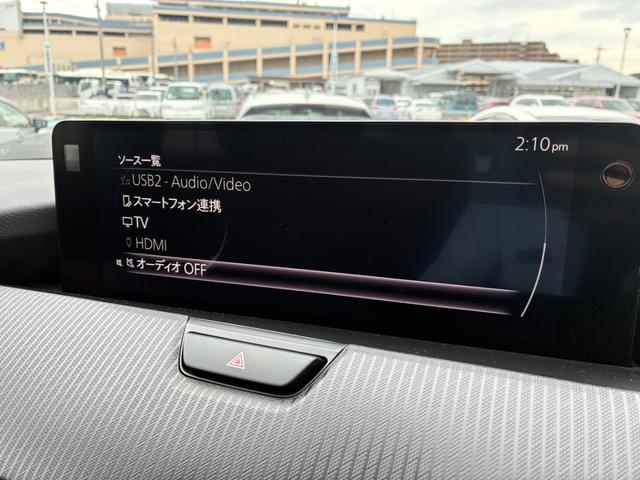 2:10pm
ソース一覧
USB2 - Audio/Video
スマートフォン連携
TV
HDMI
オーディオ OFF